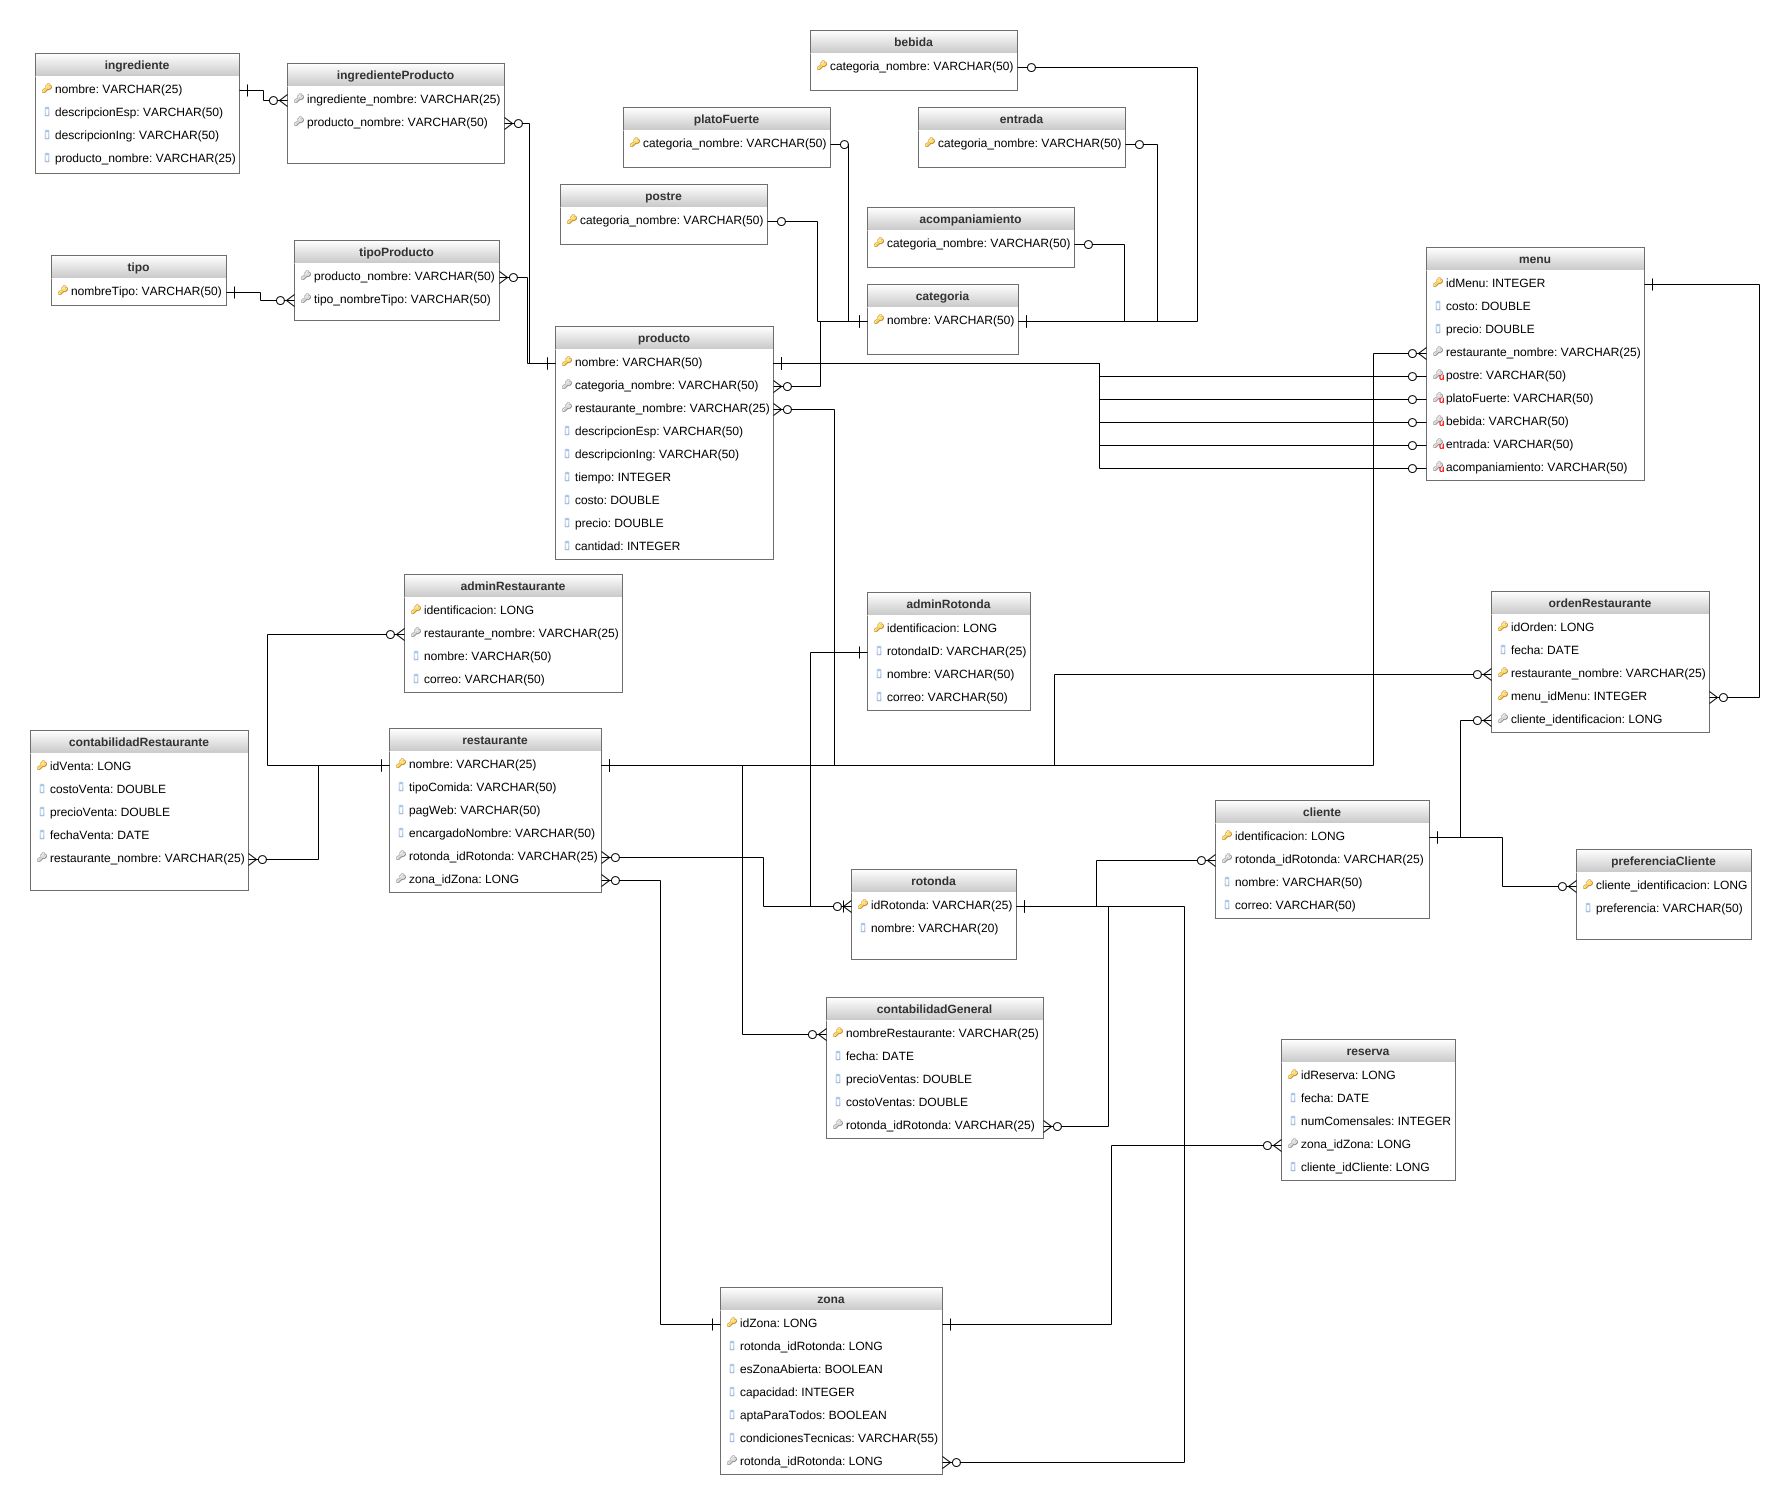 bebida
categoria_nombre: VARCHAR(50)
ingrediente
nombre: VARCHAR(25)
descripcionEsp: VARCHAR(50)
descripcionIng: VARCHAR(50)
producto_nombre: VARCHAR(25)
ingredienteProducto
ingrediente_nombre: VARCHAR(25)
producto_nombre: VARCHAR(50)
platoFuerte
categoria_nombre: VARCHAR(50)
entrada
categoria_nombre: VARCHAR(50)
postre
categoria_nombre: VARCHAR(50)
acompaniamiento
categoria_nombre: VARCHAR(50)
tipo
nombreTipo: VARCHAR(50)
tipoProducto
producto_nombre: VARCHAR(50)
tipo_nombreTipo: VARCHAR(50)
categoria
nombre: VARCHAR(50)
menu
idMenu: INTEGER
costo: DOUBLE
precio: DOUBLE
restaurante_nombre: VARCHAR(25)
postre: VARCHAR(50)
platoFuerte: VARCHAR(50)
bebida: VARCHAR(50)
entrada: VARCHAR(50)
acompaniamiento: VARCHAR(50)
producto
nombre: VARCHAR(50)
categoria_nombre: VARCHAR(50)
restaurante_nombre: VARCHAR(25)
descripcionEsp: VARCHAR(50)
descripcionIng: VARCHAR(50)
tiempo: INTEGER
costo: DOUBLE
precio: DOUBLE
cantidad: INTEGER
adminRestaurante
identificacion: LONG
restaurante_nombre: VARCHAR(25)
nombre: VARCHAR(50)
correo: VARCHAR(50)
adminRotonda
identificacion: LONG
rotondaID: VARCHAR(25)
nombre: VARCHAR(50)
correo: VARCHAR(50)
ordenRestaurante
idOrden: LONG
fecha: DATE
restaurante_nombre: VARCHAR(25)
menu_idMenu: INTEGER
cliente_identificacion: LONG
contabilidadRestaurante
idVenta: LONG
costoVenta: DOUBLE
precioVenta: DOUBLE
fechaVenta: DATE
restaurante_nombre: VARCHAR(25)
restaurante
nombre: VARCHAR(25)
tipoComida: VARCHAR(50)
pagWeb: VARCHAR(50)
encargadoNombre: VARCHAR(50)
rotonda_idRotonda: VARCHAR(25)
zona_idZona: LONG
cliente
identificacion: LONG
rotonda_idRotonda: VARCHAR(25)
nombre: VARCHAR(50)
correo: VARCHAR(50)
preferenciaCliente
cliente_identificacion: LONG
preferencia: VARCHAR(50)
rotonda
idRotonda: VARCHAR(25)
nombre: VARCHAR(20)
contabilidadGeneral
nombreRestaurante: VARCHAR(25)
fecha: DATE
precioVentas: DOUBLE
costoVentas: DOUBLE
rotonda_idRotonda: VARCHAR(25)
reserva
idReserva: LONG
fecha: DATE
numComensales: INTEGER
zona_idZona: LONG
cliente_idCliente: LONG
zona
idZona: LONG
rotonda_idRotonda: LONG
esZonaAbierta: BOOLEAN
capacidad: INTEGER
aptaParaTodos: BOOLEAN
condicionesTecnicas: VARCHAR(55)
rotonda_idRotonda: LONG